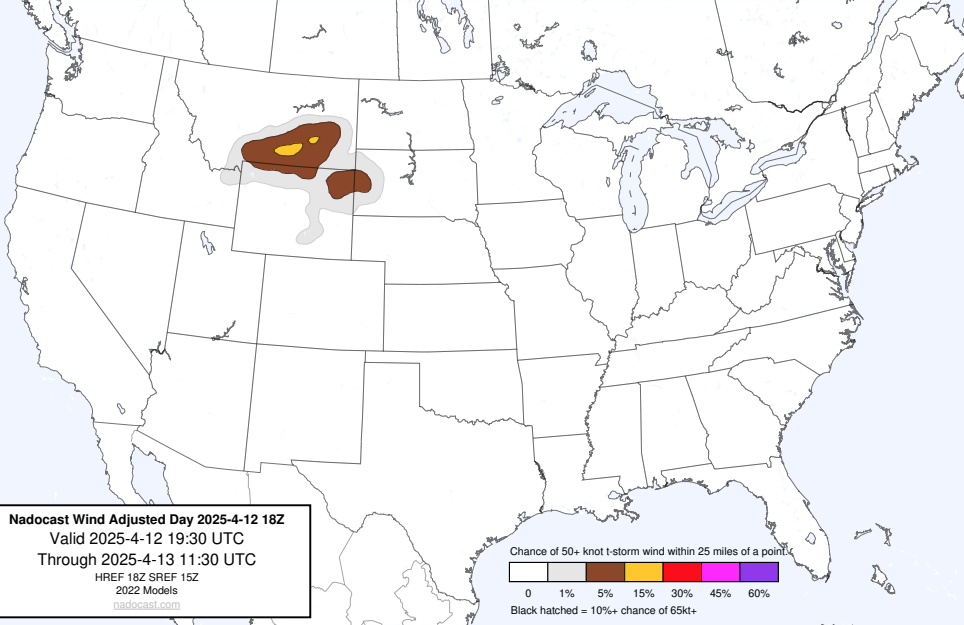 Nadocast Wind Adjusted Day 2025-4-12 18Z
Valid 2025-4-12 19:30 UTC
Through 2025-4-13 11:30 UTC
HREF 18Z SREF 15Z
2022 Models
nadocast.com
Chance of 50+ knot t-storm wind within 25 miles of a point.
0 1% 5% 15% 30% 45% 60%
Black hatched = 10%+ chance of 65kt+